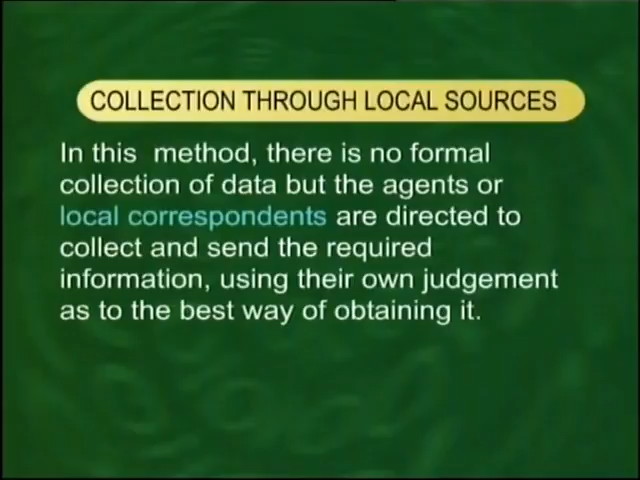 COLLECTION THROUGH LOCAL SOURCES
In this method, there is no formal
collection of data but the agents or
local correspondents are directed to
collect and send the required
information, using their own judgement
as to the best way of obtaining it.